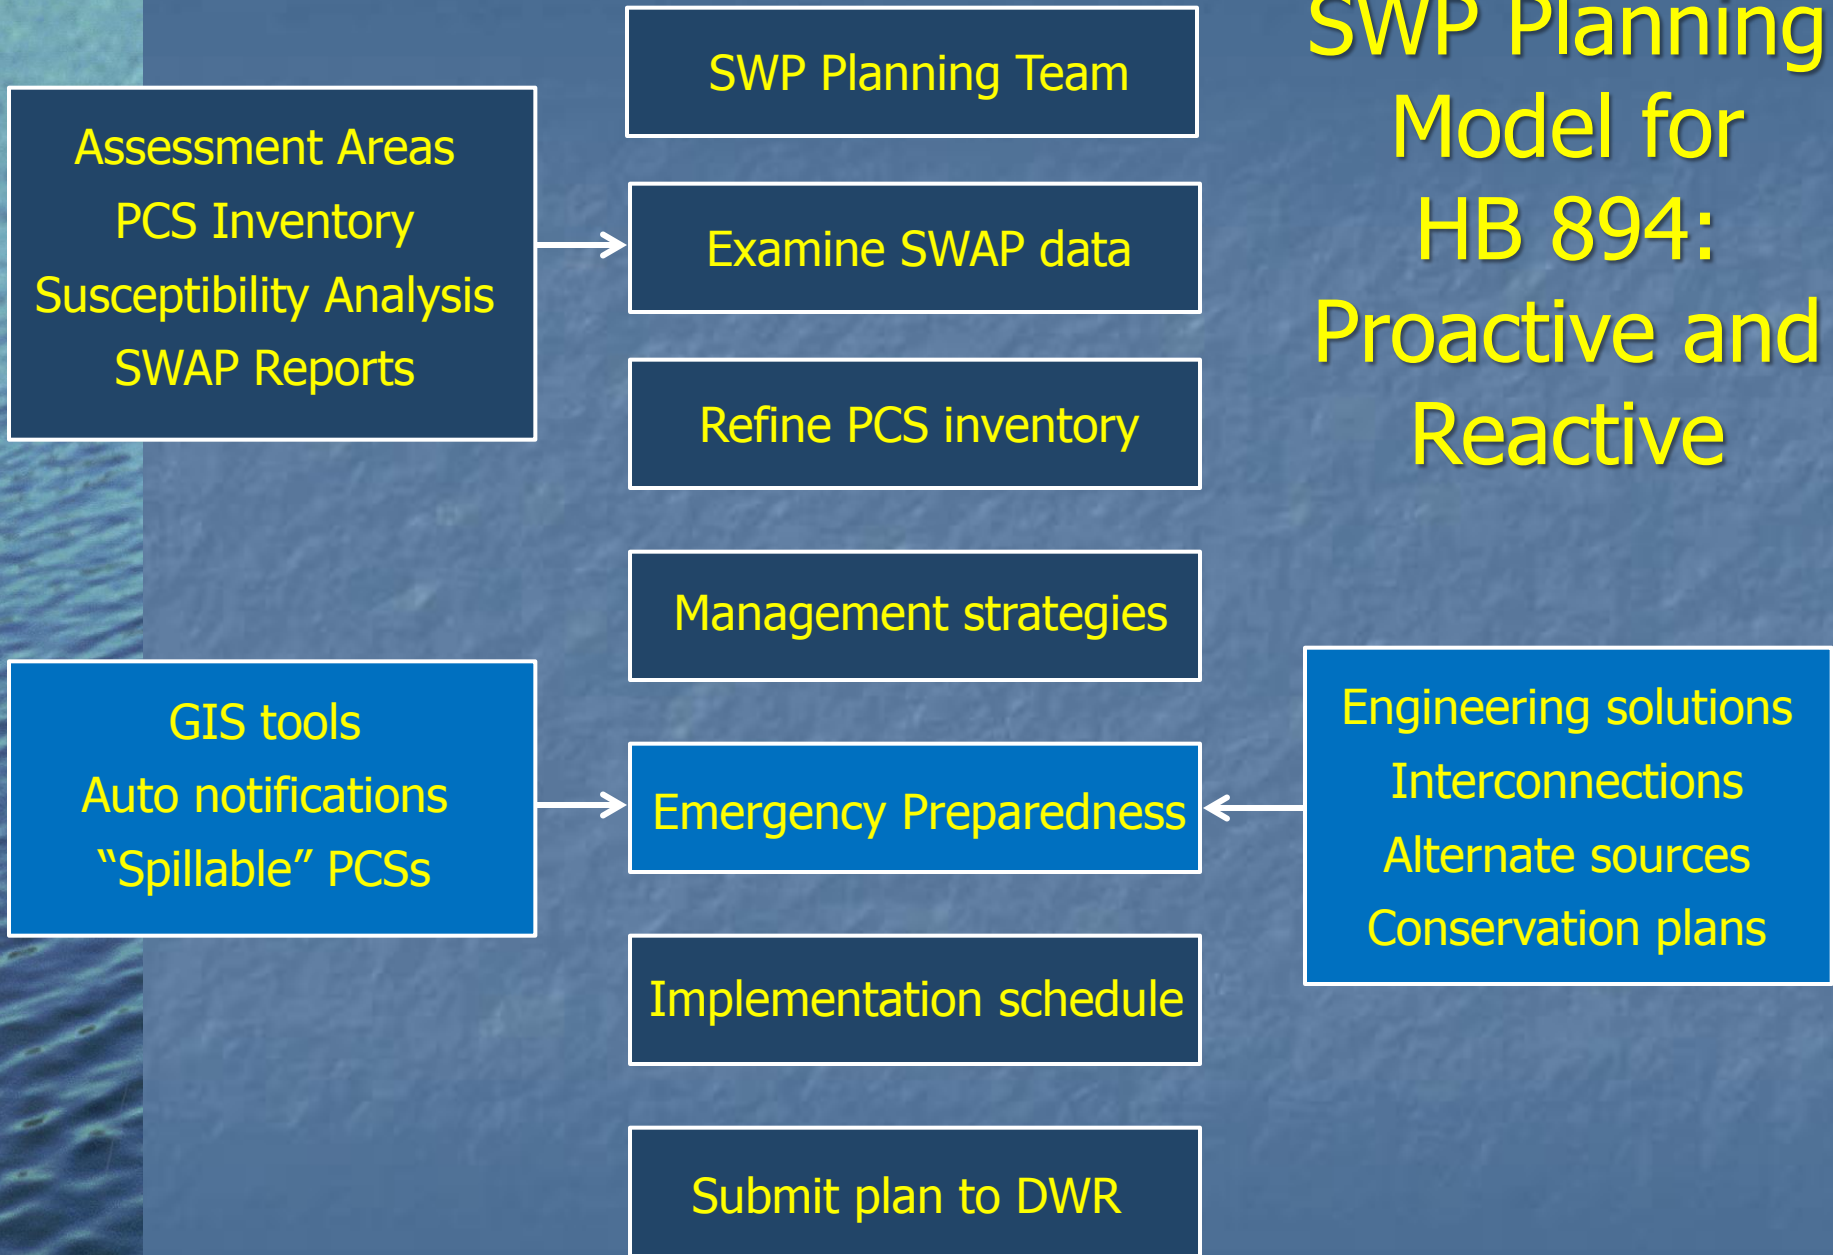 SWP Planning
Model for
HB 894:
Proactive and
Reactive
SWP Planning Team
Assessment Areas
PCS Inventory
Susceptibility Analysis
SWAP Reports
Examine SWAP data
Refine PCS inventory
Management strategies
GIS tools
Auto notifications
“Spillable” PCSs
Emergency Preparedness
Engineering solutions
Interconnections
Alternate sources
Conservation plans
Implementation schedule
Submit plan to DWR